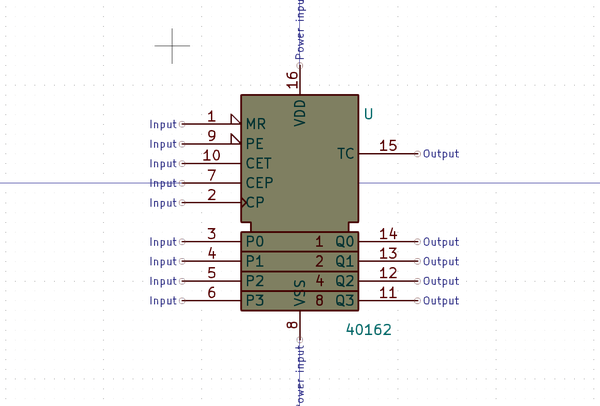 Power inpu
16
VDD
U
Input 1 MR
Input 9 PE
Input 10 CET
TC 15 Output
Input 7 CEP
Input 2 CP
Input 3 P0 1 Q0 14 Output
Input 4 P1 2 Q1 13 Output
Input 5 P2 4 Q2 12 Output
Input 6 P3 8 Q3 11 Output
VSS
8
40162
ower input